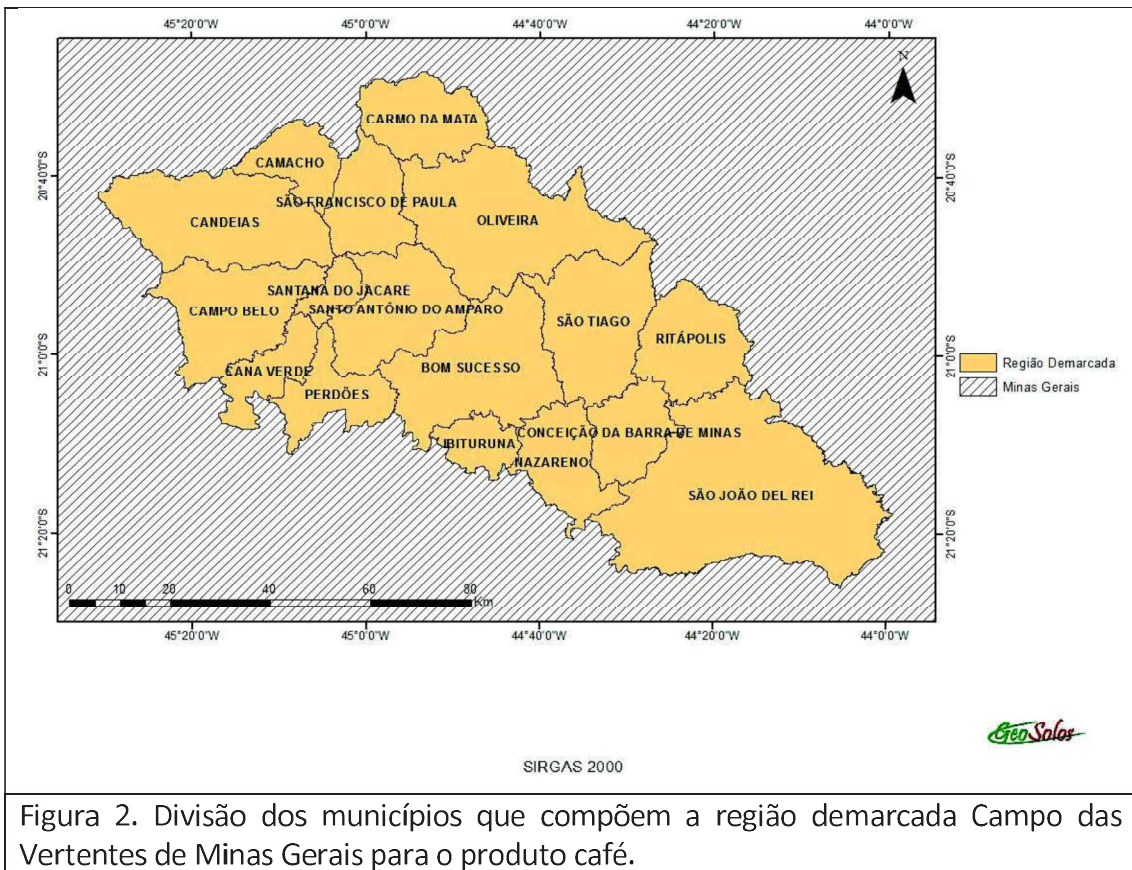 45°20'0"W 45°0'0"W 44°40'0"W 44°20'0"W 44°0'0"W
N
CARMO DA MATA
CAMACHO
20°40'0"S 20°40'0"S
SÃO FRANCISCO DE PAULA
CANDEIAS OLIVEIRA
SANTANA DO JACARÉ
CAMPO BELO SANTO ANTÔNIO DO AMPARO
SÃO TIAGO
RITÁPOLIS
21°0'0"S 21°0'0"S
Região Demarcada
CANA VERDE BOM SUCESSO
Minas Gerais
PERDÕES
CONCEIÇÃO DA BARRA DE MINAS
IBITURUNA
NAZARENO
SÃO JOÃO DEL REI
21°20'0"S 21°20'0"S
0 10 20 40 60 80
Km
45°20'0"W 45°0'0"W 44°40'0"W 44°20'0"W 44°0'0"W
GeoSolos
SIRGAS 2000
Figura 2. Divisão dos municípios que compõem a região demarcada Campo das
Vertentes de Minas Gerais para o produto café.